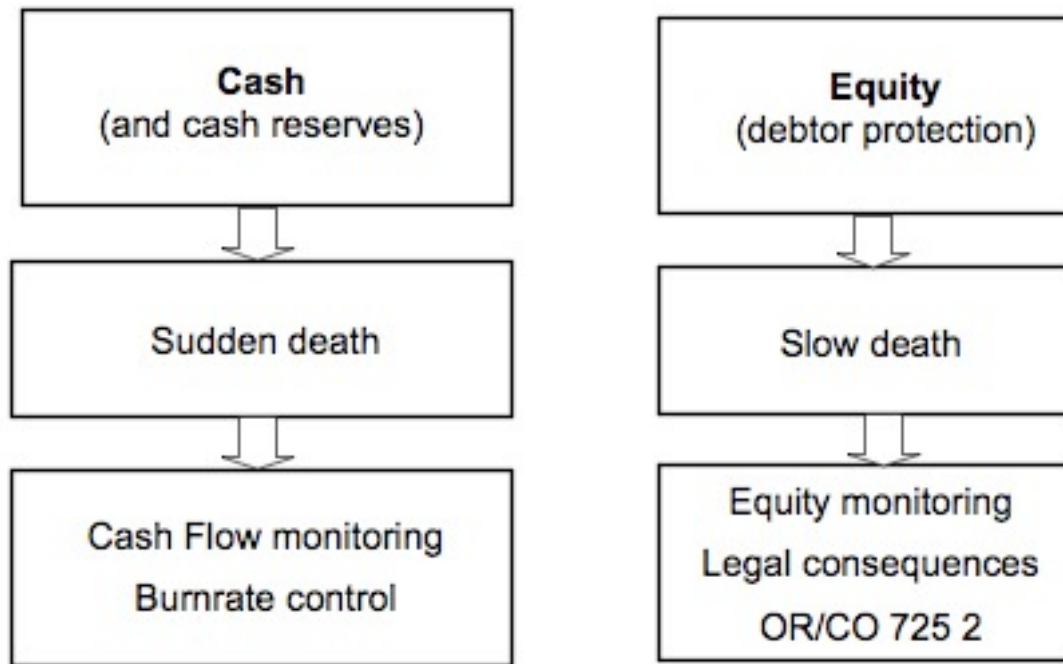 Cash
(and cash reserves)
Sudden death
Cash Flow monitoring
Burnrate control
Equity
(debtor protection)
Slow death
Equity monitoring
Legal consequences
OR/CO 725 2